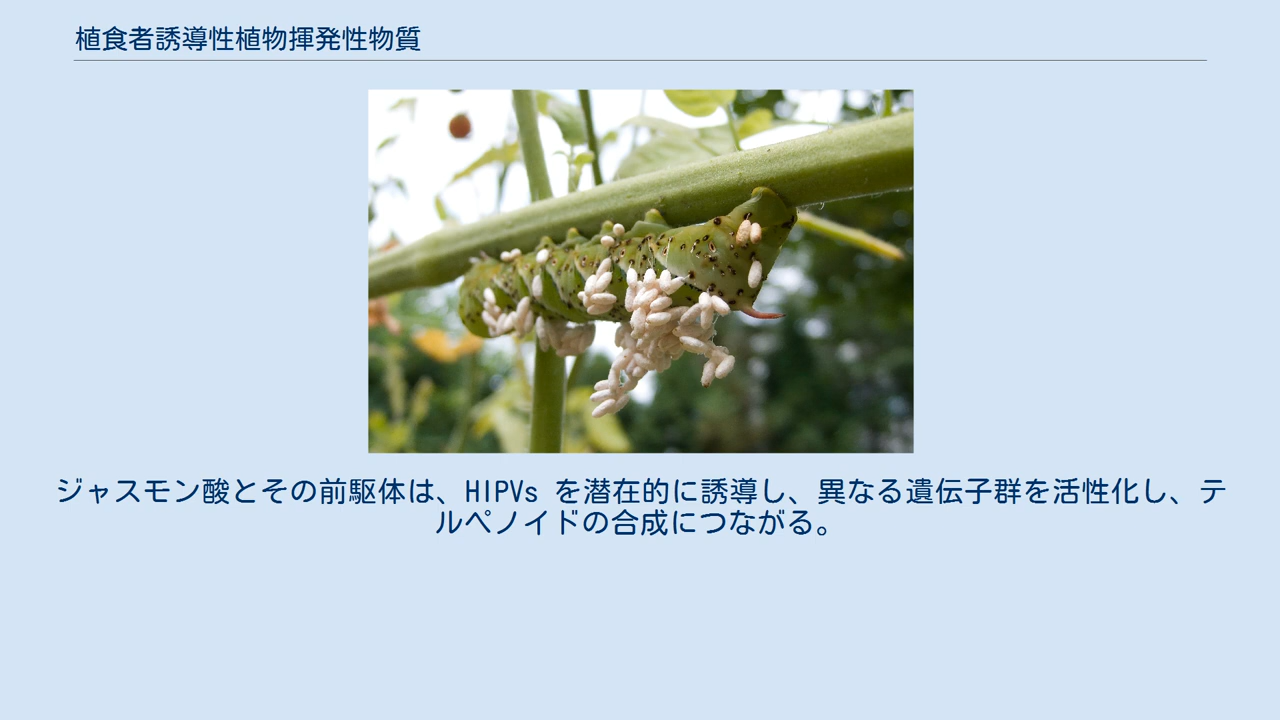 植食者誘導性植物揮発性物質
ジャスモン酸とその前駆体は、HIPVs を潜在的に誘導し、異なる遺伝子群を活性化し、テ
ルペノイドの合成につながる。